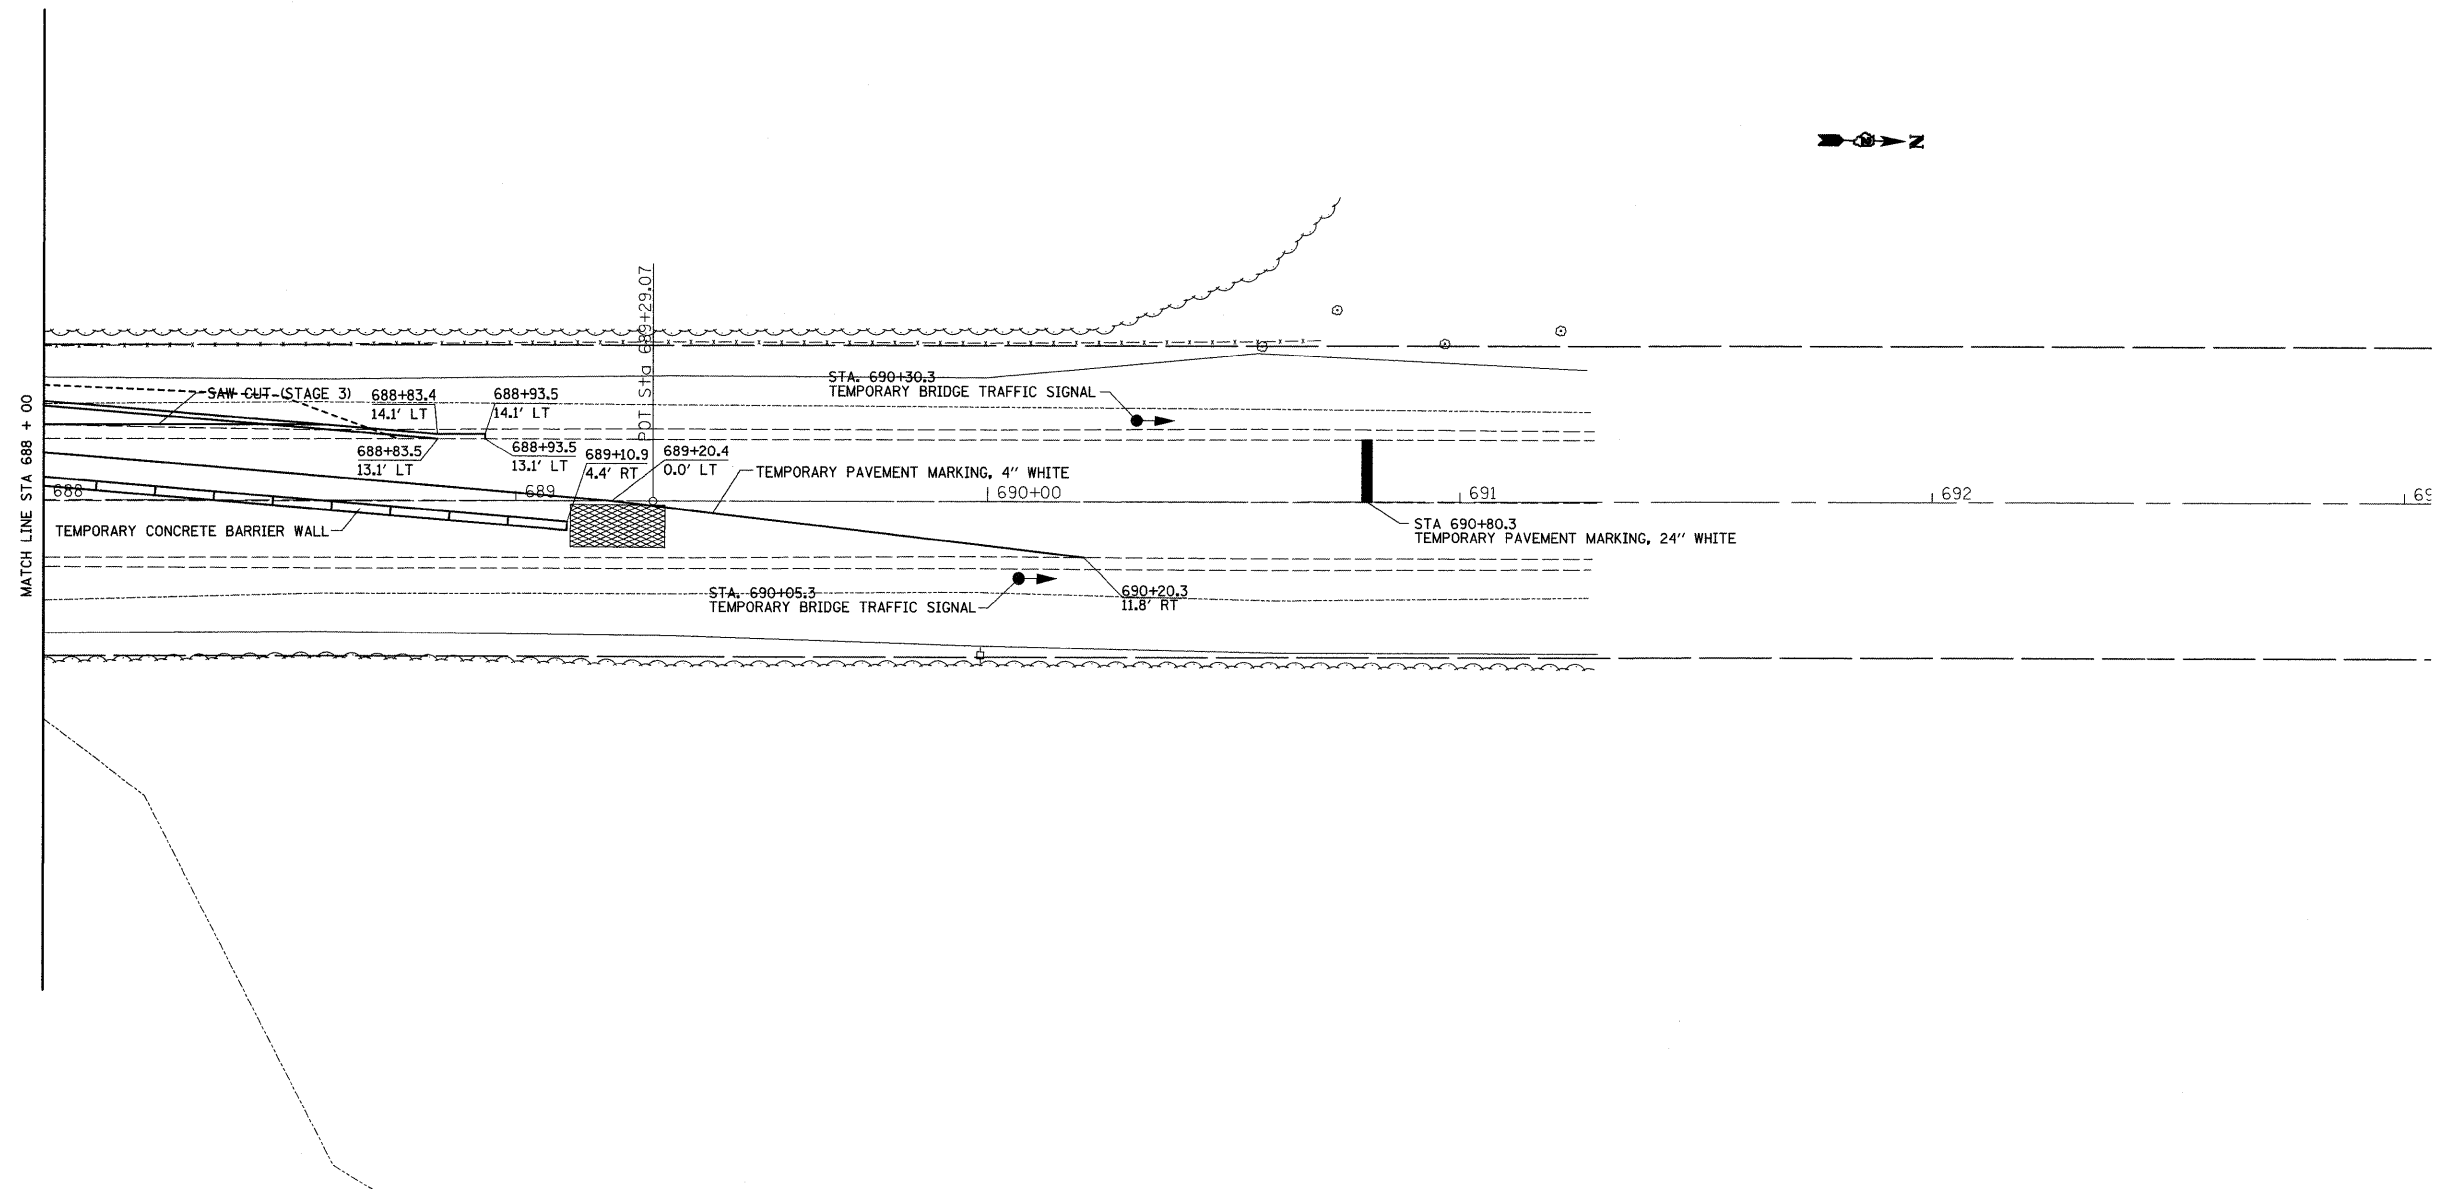 N
N
POT Sta 689+29.07
STA. 690+30.3
TEMPORARY BRIDGE TRAFFIC SIGNAL
SAW CUT (STAGE 3)
688+83.4
14.1' LT
688+93.5
14.1' LT
688+83.5
13.1' LT
688+93.5
13.1' LT
689+10.9
4.4' RT
689+20.4
0.0' LT
TEMPORARY PAVEMENT MARKING, 4" WHITE
MATCH LINE STA 688 + 00
688
689
690+00
691
692
69
TEMPORARY CONCRETE BARRIER WALL
STA 690+80.3
TEMPORARY PAVEMENT MARKING, 24" WHITE
STA. 690+05.3
TEMPORARY BRIDGE TRAFFIC SIGNAL
690+20.3
11.8' RT